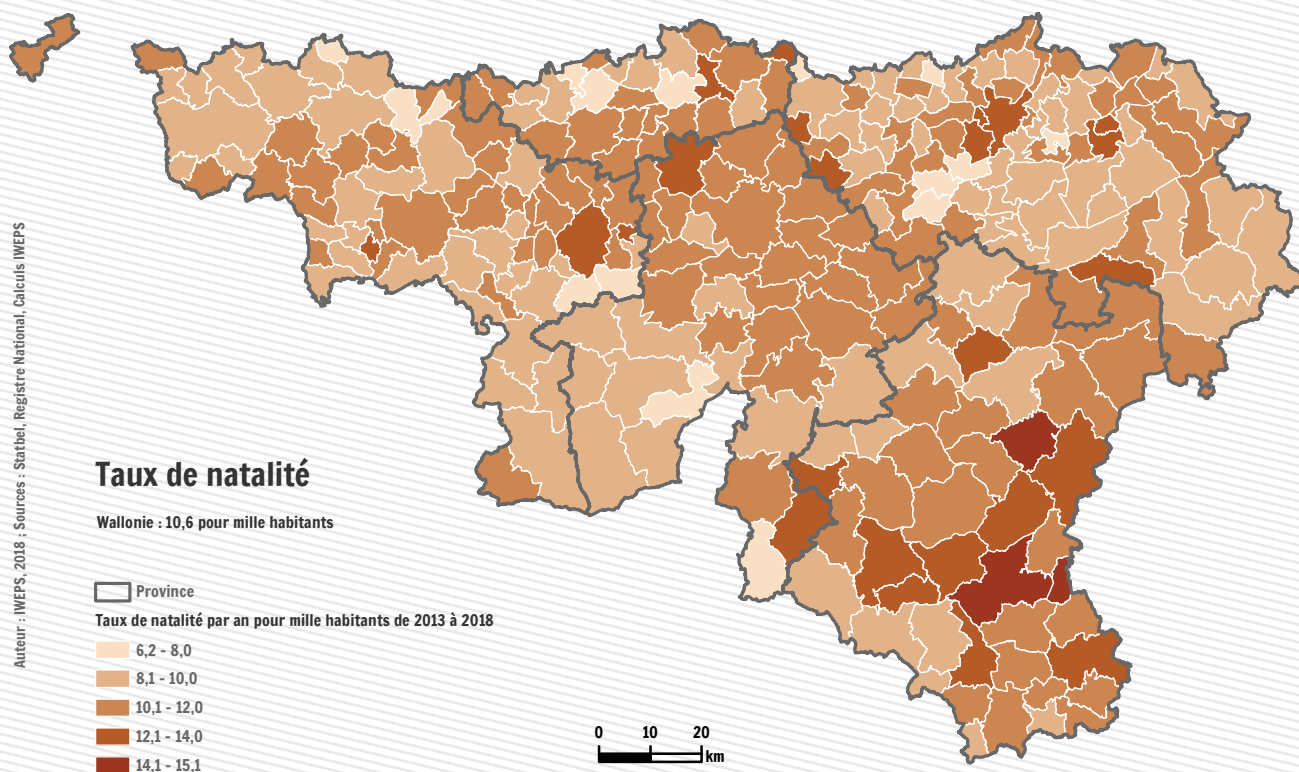 Taux de natalité
Wallonie : 10,6 pour mille habitants
Province
Taux de natalité par an pour mille habitants de 2013 à 2018
6,2 - 8,0
8,1 - 10,0
10,1 - 12,0
12,1 - 14,0
14,1 - 15,1
0 10 20
km
Auteur : IWEPS, 2018 ; Sources : Statbel, Registre National, Calculs IWEPS